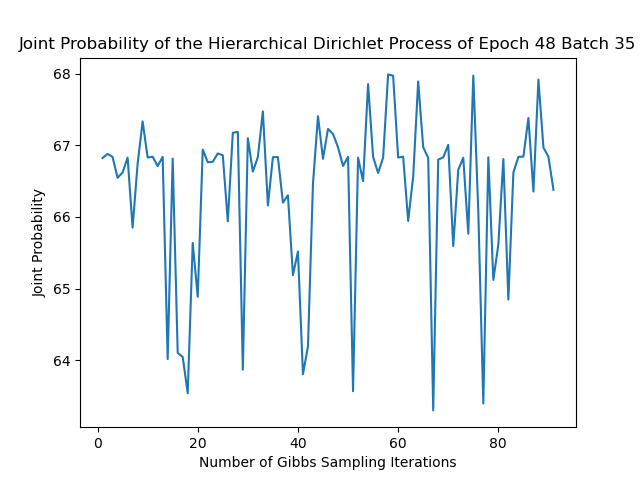 Joint Probability of the Hierarchical Dirichlet Process of Epoch 48 Batch 35
68
67
66
65
64
Joint Probability
0 20 40 60 80
Number of Gibbs Sampling Iterations